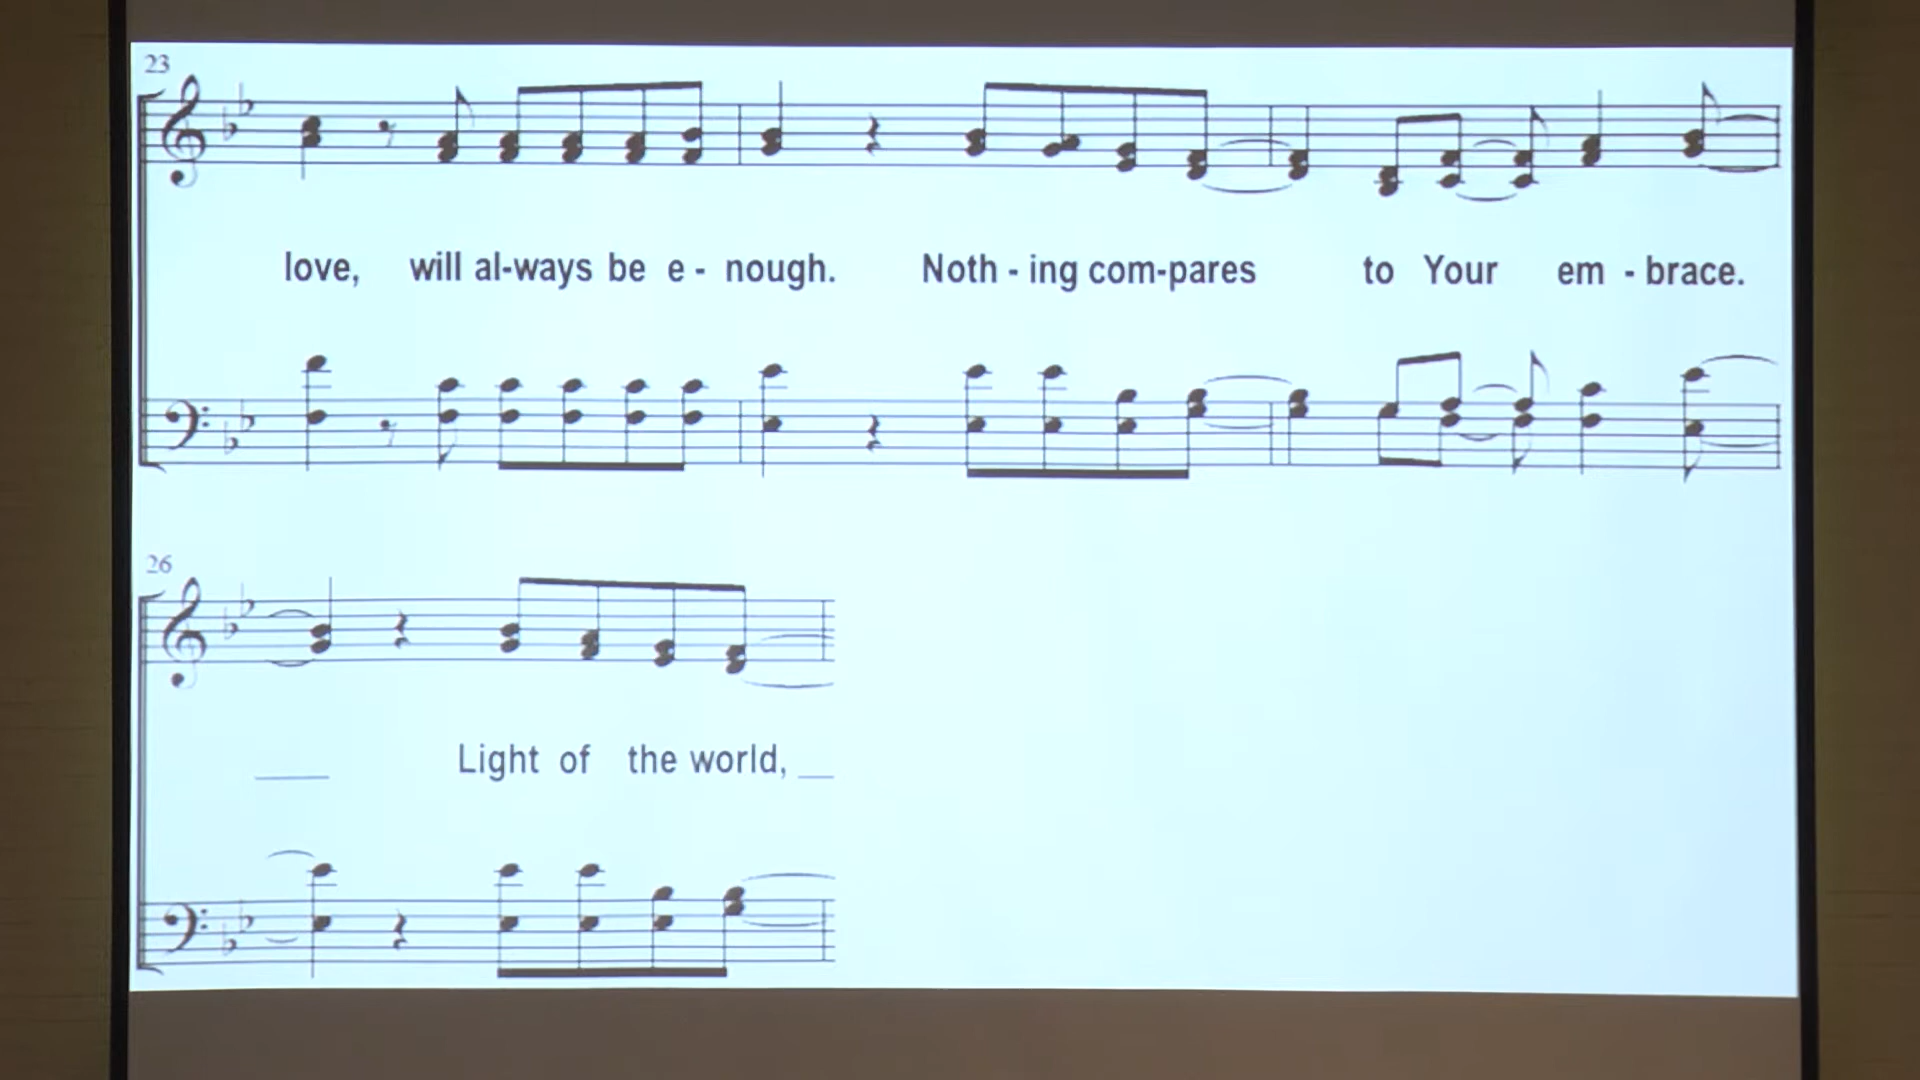 23
love, will al-ways be e - nough. Noth - ing com-pares to Your em - brace.
26
Light of the world,